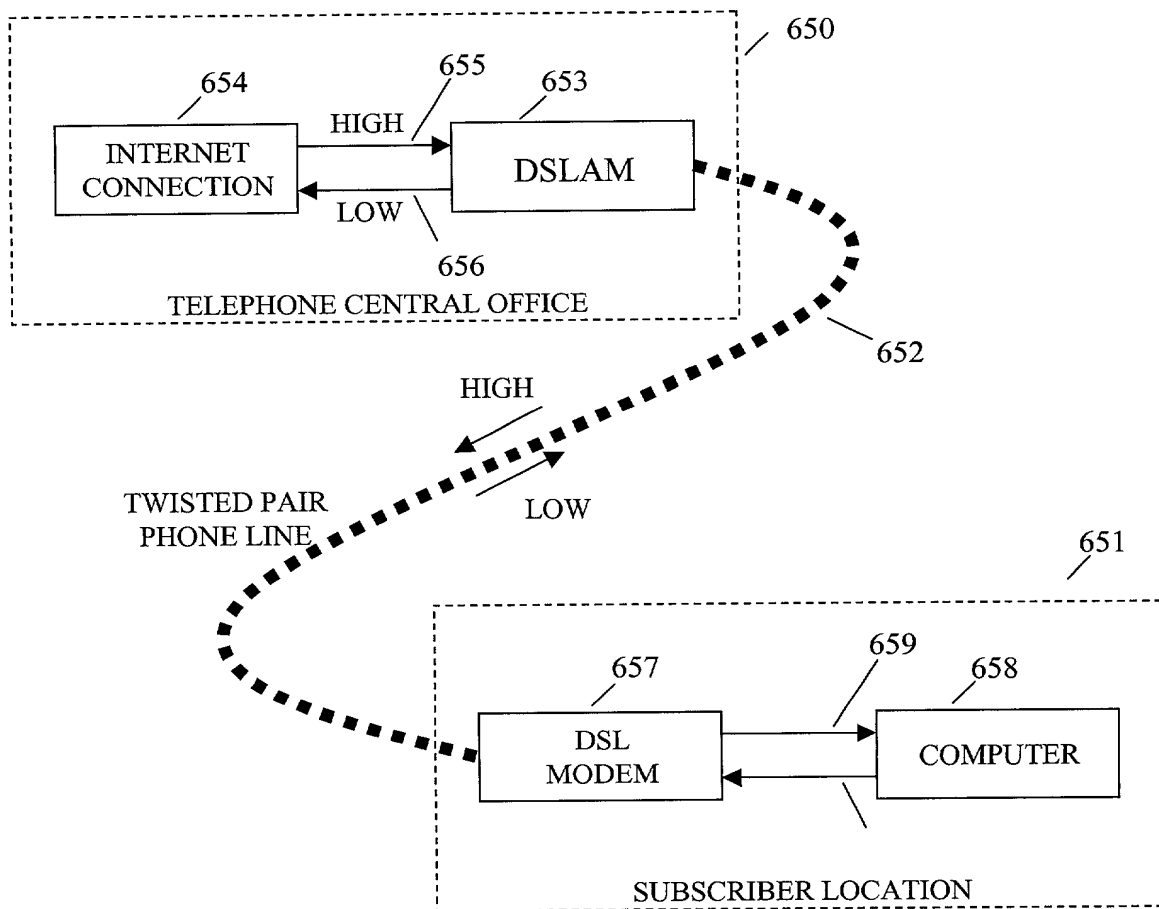 650
654
655
653
HIGH
INTERNET
CONNECTION
DSLAM
LOW
656
TELEPHONE CENTRAL OFFICE
652
HIGH
LOW
TWISTED PAIR
PHONE LINE
651
657
659
658
DSL
MODEM
COMPUTER
SUBSCRIBER LOCATION